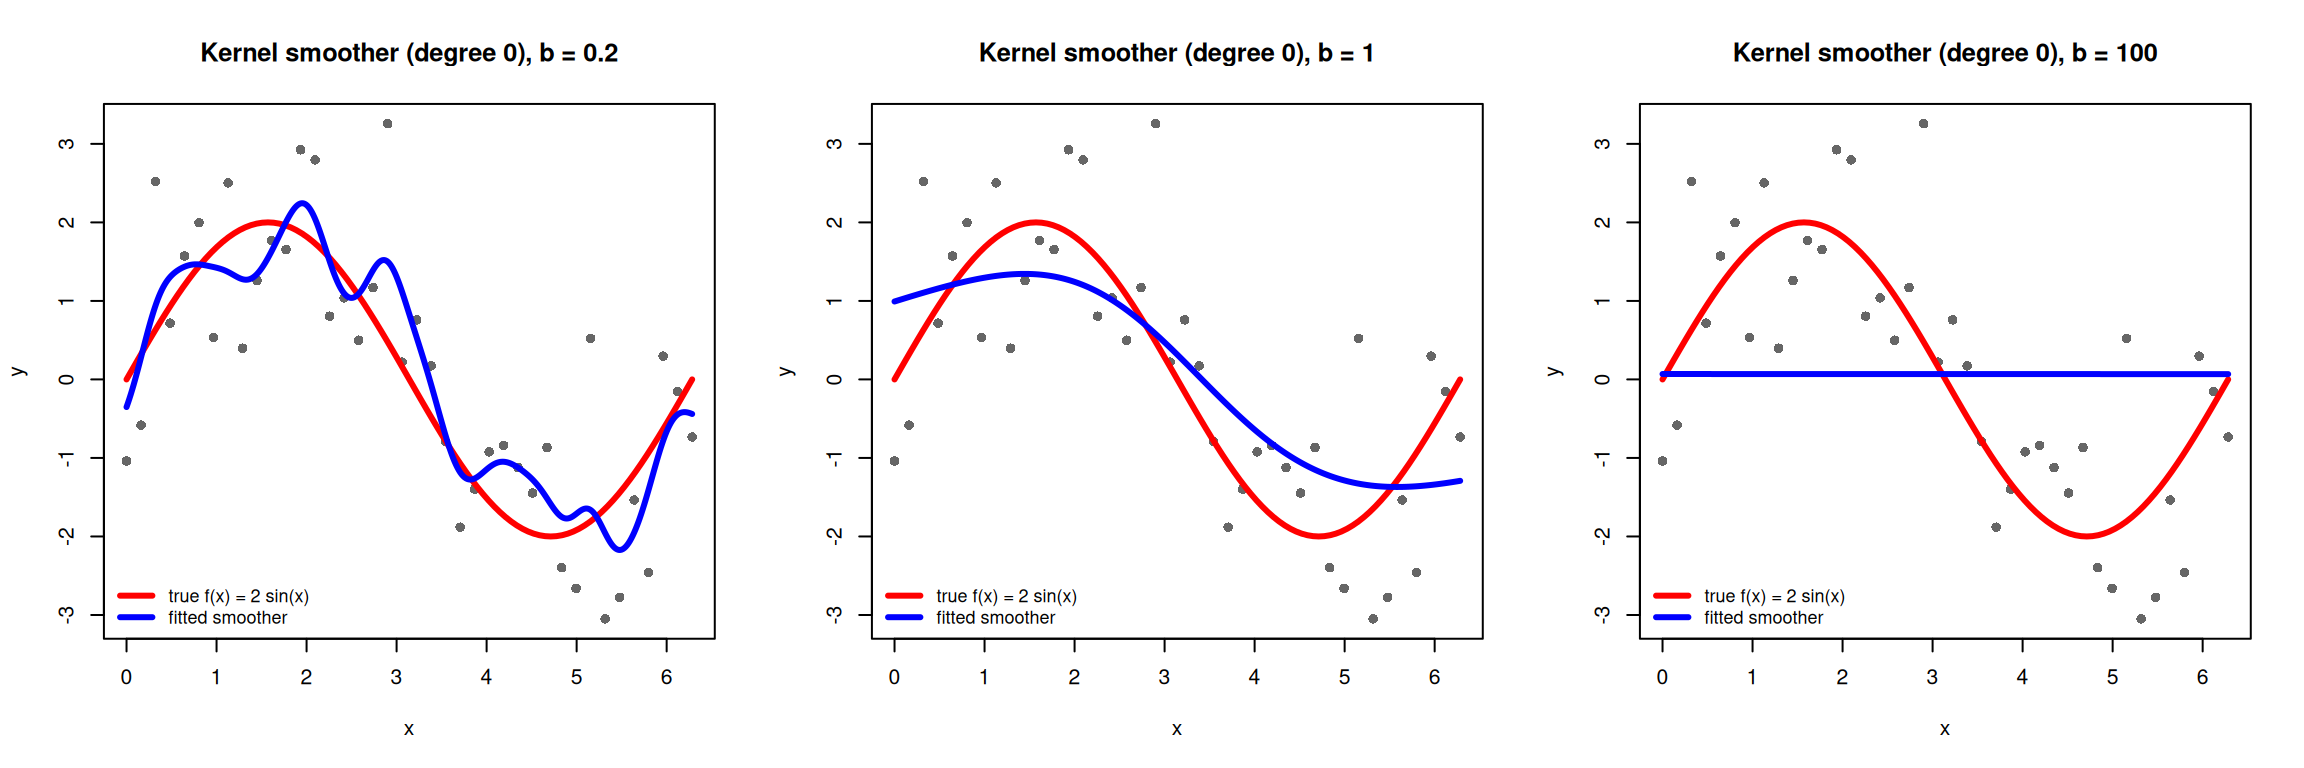 Kernel smoother (degree 0), b = 0.2
3
2
1
0
-1
-2
-3
y
true f(x) = 2 sin(x)
fitted smoother
0 1 2 3 4 5 6
x
Kernel smoother (degree 0), b = 1
3
2
1
0
-1
-2
-3
y
true f(x) = 2 sin(x)
fitted smoother
0 1 2 3 4 5 6
x
Kernel smoother (degree 0), b = 100
3
2
1
0
-1
-2
-3
y
true f(x) = 2 sin(x)
fitted smoother
0 1 2 3 4 5 6
x